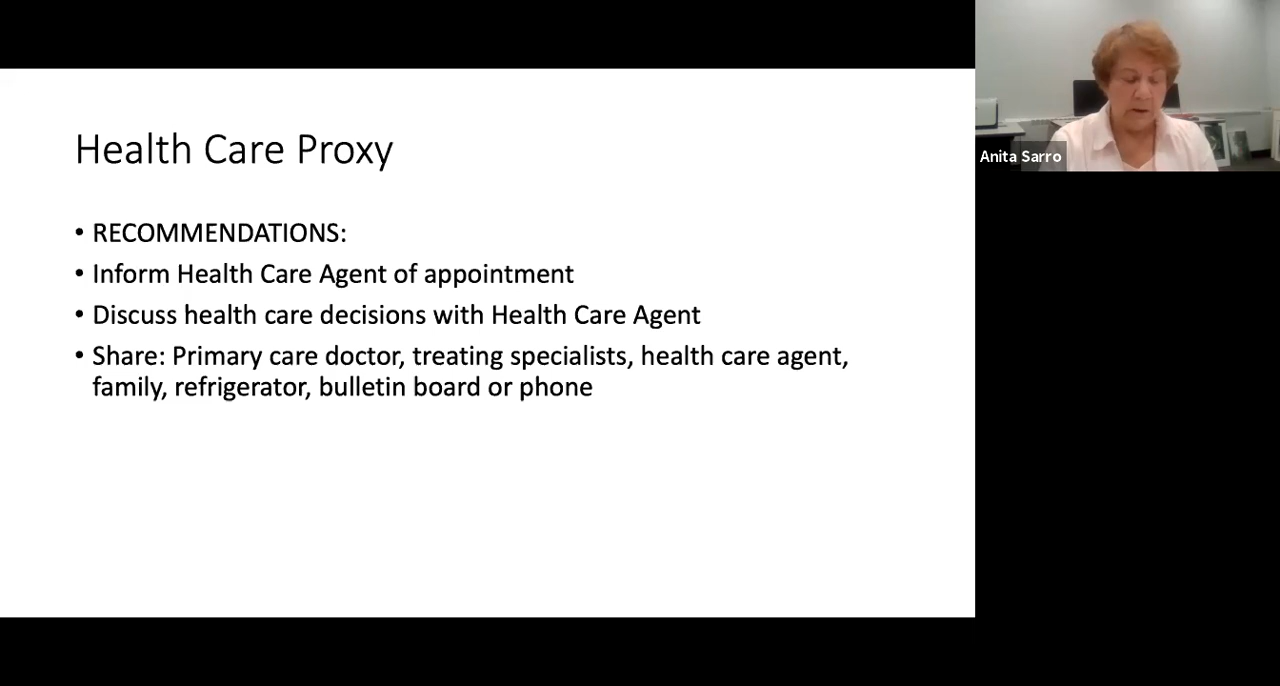 Health Care Proxy
• RECOMMENDATIONS:
• Inform Health Care Agent of appointment
• Discuss health care decisions with Health Care Agent
• Share: Primary care doctor, treating specialists, health care agent,
family, refrigerator, bulletin board or phone
Anita Sarro